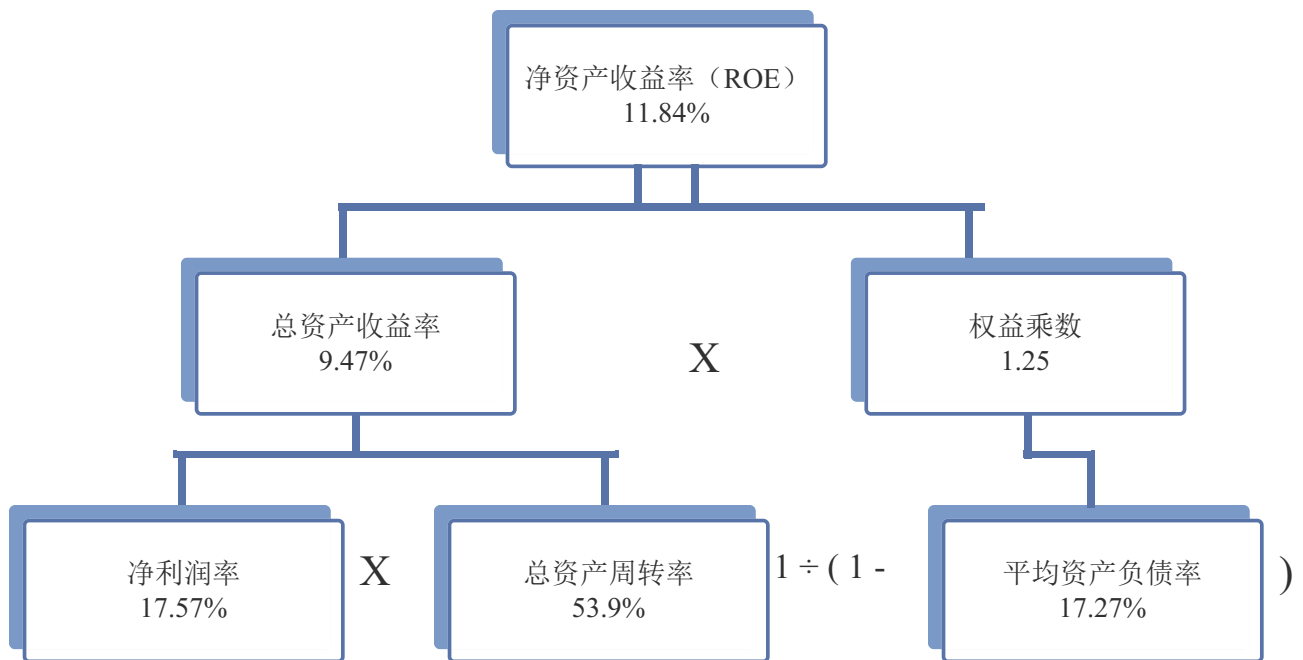 净资产收益率（ROE）
11.84%
总资产收益率
9.47%
X
权益乘数
1.25
净利润率
17.57%
X
总资产周转率
53.9%
1 ÷ ( 1 -
平均资产负债率
17.27%
)